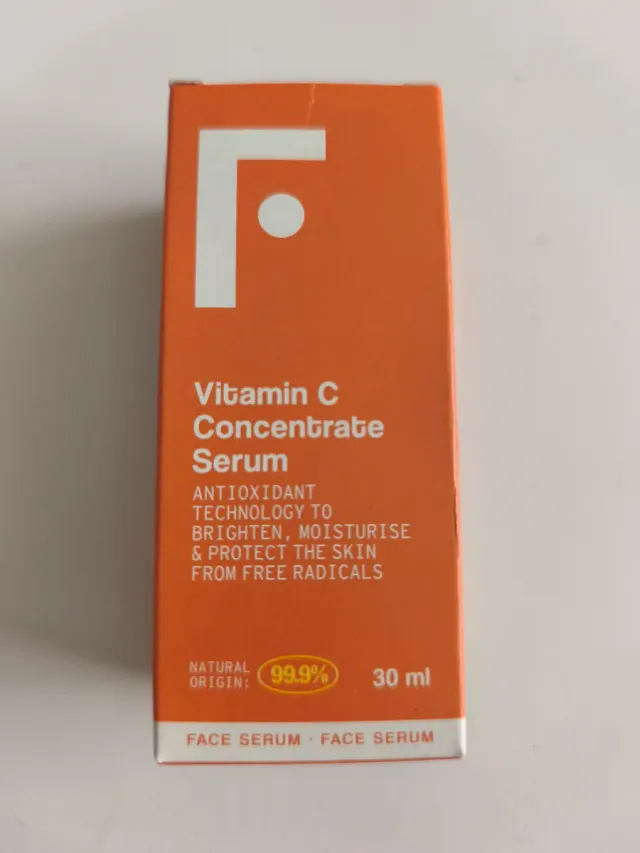 Vitamin C
Concentrate
Serum
ANTIOXIDANT
TECHNOLOGY TO
BRIGHTEN, MOISTURISE
& PROTECT THE SKIN
FROM FREE RADICALS
NATURAL
ORIGIN: 99.9% 30 ml
FACE SERUM · FACE SERUM